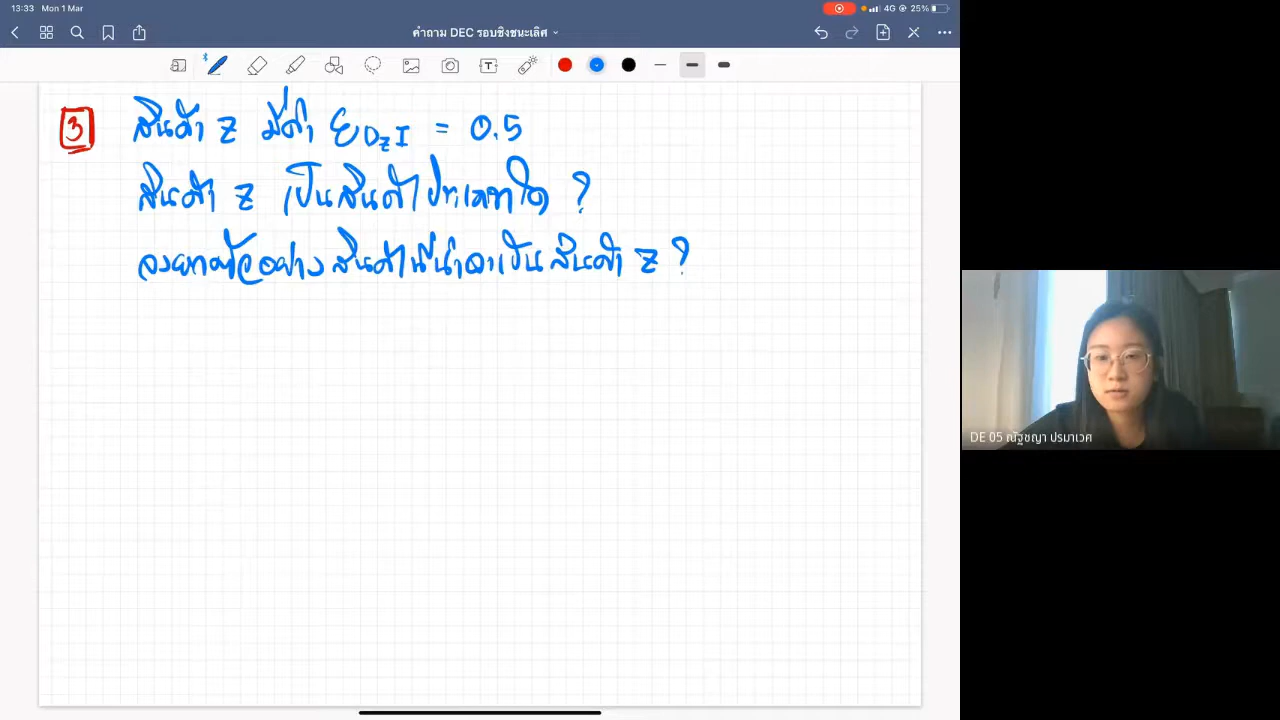 13:33 Mon 1 Mar
4G 25%
คำถาม DEC รอบชิงชนะเลิศ
T
3 สินค้า Z มีค่า ƐDzI = 0.5
สินค้า Z เป็นสินค้าประเภทใด ?
จงยกตัวอย่างสินค้าที่น่าจะเป็นสินค้า Z ?
DE 05 ณัฐชญา ปรมาเวศ